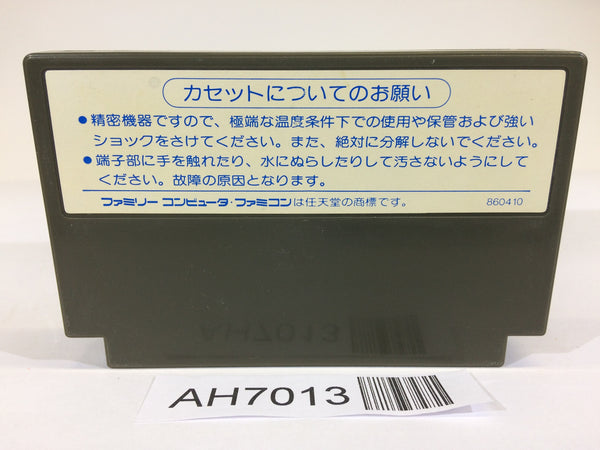 カセットについてのお願い
●精密機器ですので、極端な温度条件下での使用や保管および強い
ショックをさけてください。また、絶対に分解しないでください。
●端子部に手を触れたり、水にぬらしたりして汚さないようにして
ください。故障の原因となります。
ファミリーコンピュータ・ファミコンは任天堂の商標です。 860410
AH7013